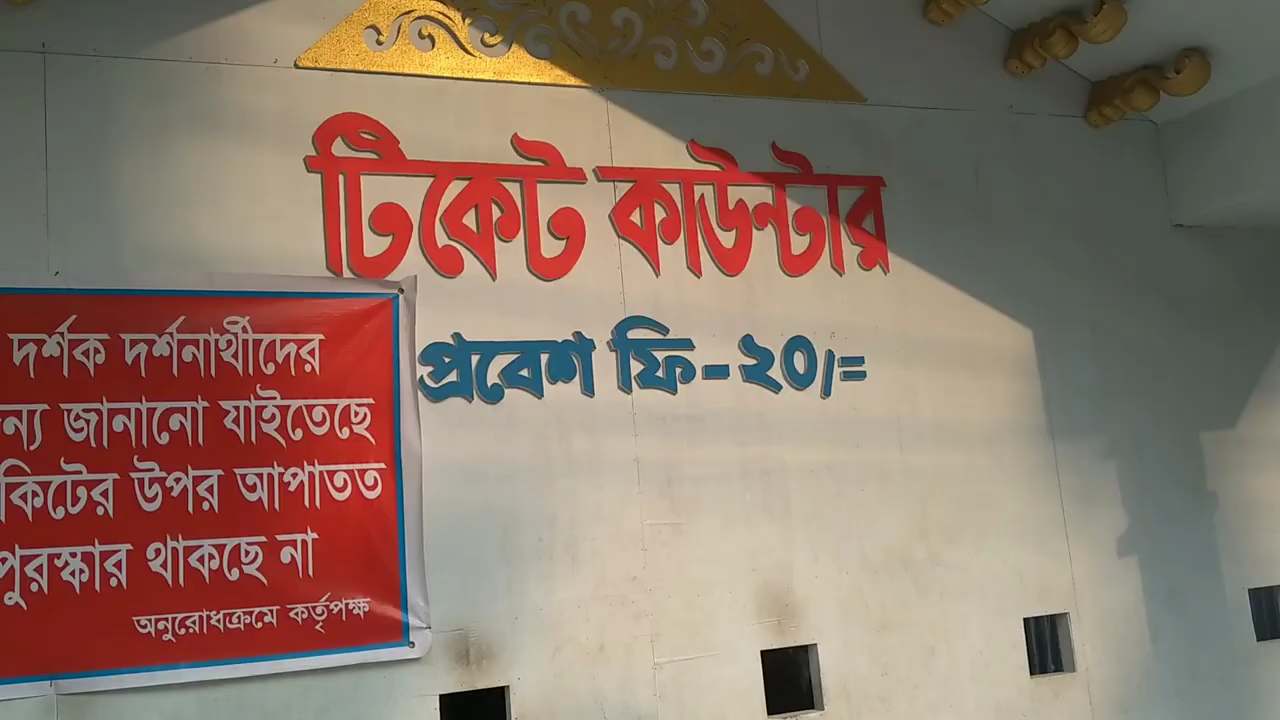 টিকেট কাউন্টার
প্রবেশ ফি-২০/=
দর্শক দর্শনার্থীদের
জানানো যাইতেছে
উপর আপাতত
পুরস্কার থাকছে না
অনুরোধক্রমে কর্তৃপক্ষ